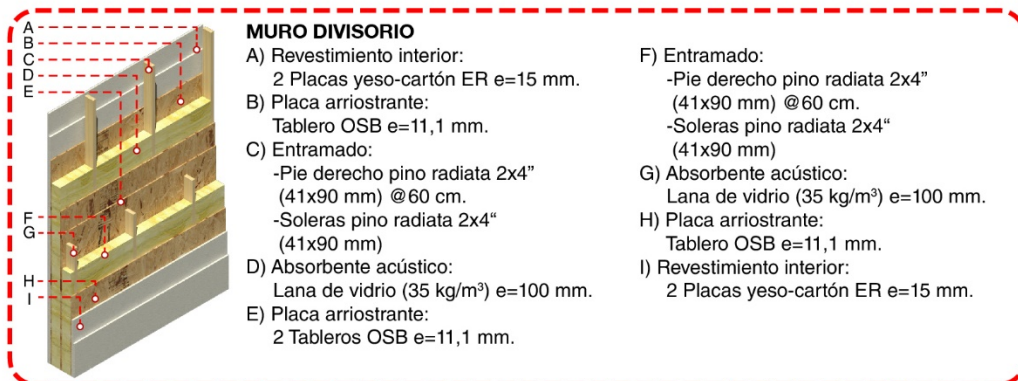 A
B
C
D
E
F
G
H
I
MURO DIVISORIO
A) Revestimiento interior:
2 Placas yeso-cartón ER e=15 mm.
B) Placa arriostrante:
Tablero OSB e=11,1 mm.
C) Entramado:
-Pie derecho pino radiata 2x4”
(41x90 mm) @60 cm.
-Soleras pino radiata 2x4“
(41x90 mm)
D) Absorbente acústico:
Lana de vidrio (35 kg/m³) e=100 mm.
E) Placa arriostrante:
2 Tableros OSB e=11,1 mm.
F) Entramado:
-Pie derecho pino radiata 2x4”
(41x90 mm) @60 cm.
-Soleras pino radiata 2x4“
(41x90 mm)
G) Absorbente acústico:
Lana de vidrio (35 kg/m³) e=100 mm.
H) Placa arriostrante:
Tablero OSB e=11,1 mm.
I) Revestimiento interior:
2 Placas yeso-cartón ER e=15 mm.